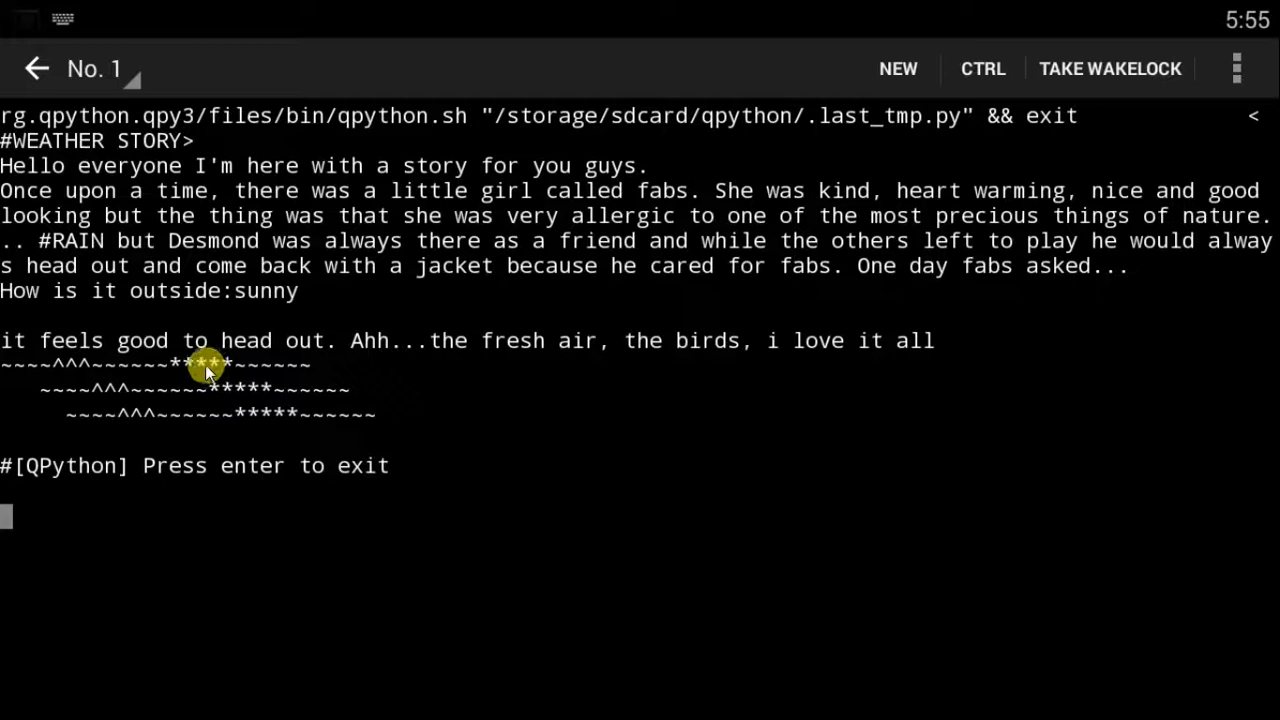 5:55
No. 1 NEW CTRL TAKE WAKELOCK
rg.qpython.qpy3/files/bin/qpython.sh "/storage/sdcard/qpython/.last_tmp.py" && exit <
#WEATHER STORY>
Hello everyone I'm here with a story for you guys.
Once upon a time, there was a little girl called fabs. She was kind, heart warming, nice and good
looking but the thing was that she was very allergic to one of the most precious things of nature.
.. #RAIN but Desmond was always there as a friend and while the others left to play he would alway
s head out and come back with a jacket because he cared for fabs. One day fabs asked...
How is it outside:sunny
it feels good to head out. Ahh...the fresh air, the birds, i love it all
~~~~^^^~~~~~~*****~~~~~~
~~~~^^^~~~~~~*****~~~~~~
~~~~^^^~~~~~~*****~~~~~~
#[QPython] Press enter to exit